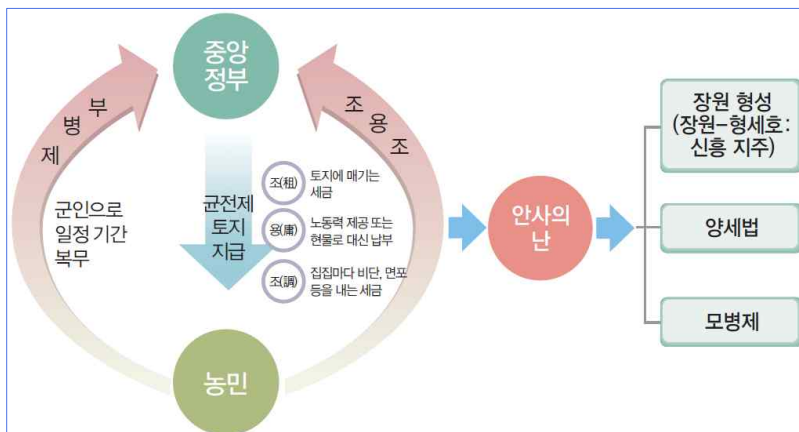 중앙
정부
부병제
조용조
군인으로
일정 기간
복무
균전제
토지
지급
조(租) 토지에 매기는
세금
용(庸) 노동력 제공 또는
현물로 대신 납부
조(調) 집집마다 비단, 면포
등을 내는 세금
농민
안사의
난
장원 형성
(장원-형세호:
신흥 지주)
양세법
모병제